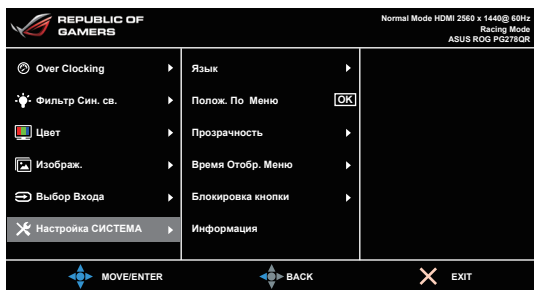 REPUBLIC OF
GAMERS
Normal Mode HDMI 2560 x 1440@ 60Hz
Racing Mode
ASUS ROG PG278QR
Over Clocking
Фильтр Син. св.
Цвет
Изображ.
Выбор Входа
Настройка СИСТЕМА
Язык
Полож. По Меню OK
Прозрачность
Время Отобр. Меню
Блокировка кнопки
Информация
MOVE/ENTER BACK EXIT